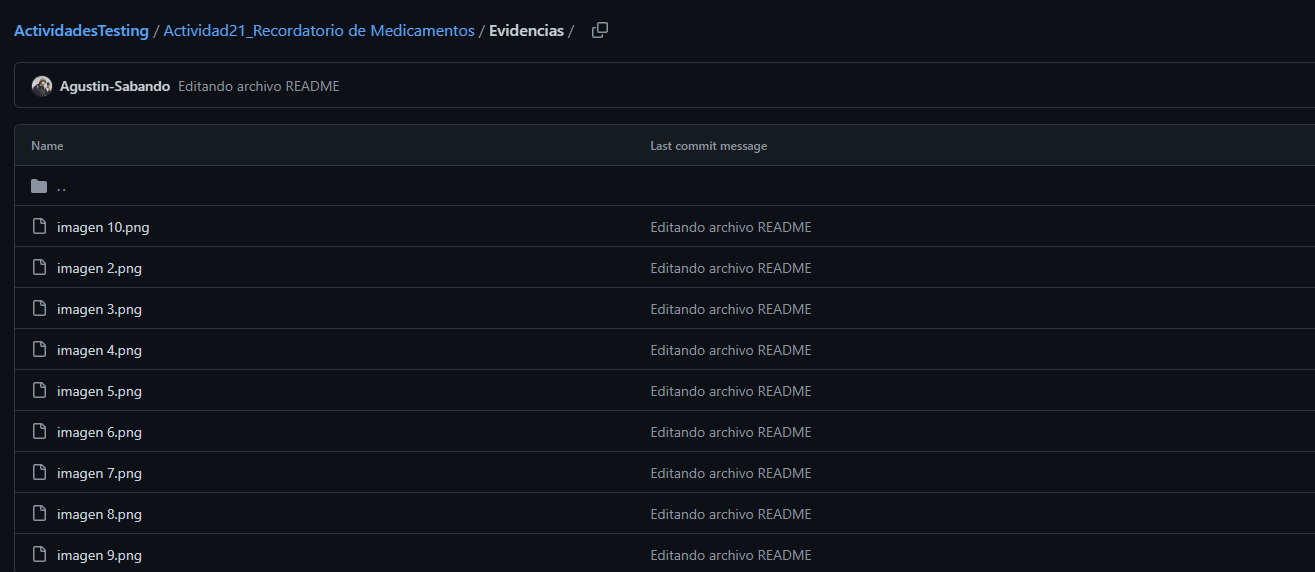 ActividadesTesting / Actividad21_Recordatorio de Medicamentos / Evidencias /
Agustin-Sabando Editando archivo README
Name Last commit message
..
imagen 10.png Editando archivo README
imagen 2.png Editando archivo README
imagen 3.png Editando archivo README
imagen 4.png Editando archivo README
imagen 5.png Editando archivo README
imagen 6.png Editando archivo README
imagen 7.png Editando archivo README
imagen 8.png Editando archivo README
imagen 9.png Editando archivo README